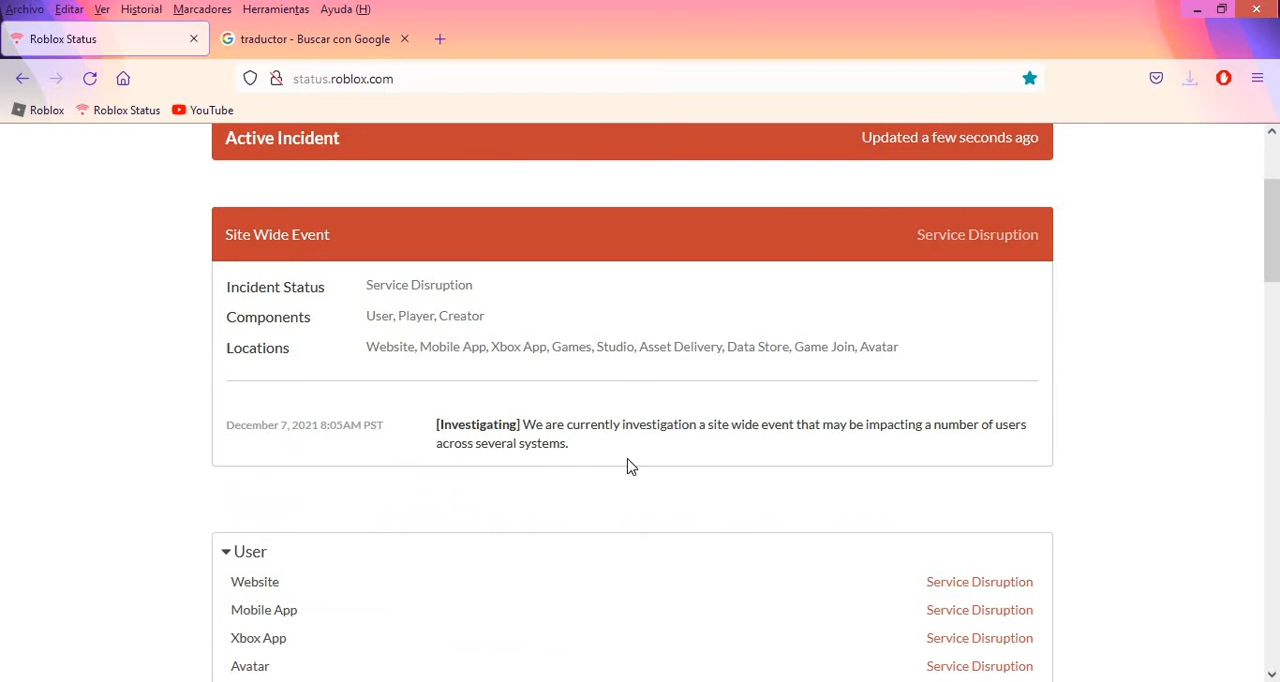 Archivo Editar Ver Historial Marcadores Herramientas Ayuda (H)
Roblox Status
traductor - Buscar con Google
status.roblox.com
Roblox Roblox Status YouTube
Active Incident Updated a few seconds ago
Site Wide Event Service Disruption
Incident Status Service Disruption
Components User, Player, Creator
Locations Website, Mobile App, Xbox App, Games, Studio, Asset Delivery, Data Store, Game Join, Avatar
December 7, 2021 8:05AM PST [Investigating] We are currently investigation a site wide event that may be impacting a number of users
across several systems.
User
Website Service Disruption
Mobile App Service Disruption
Xbox App Service Disruption
Avatar Service Disruption